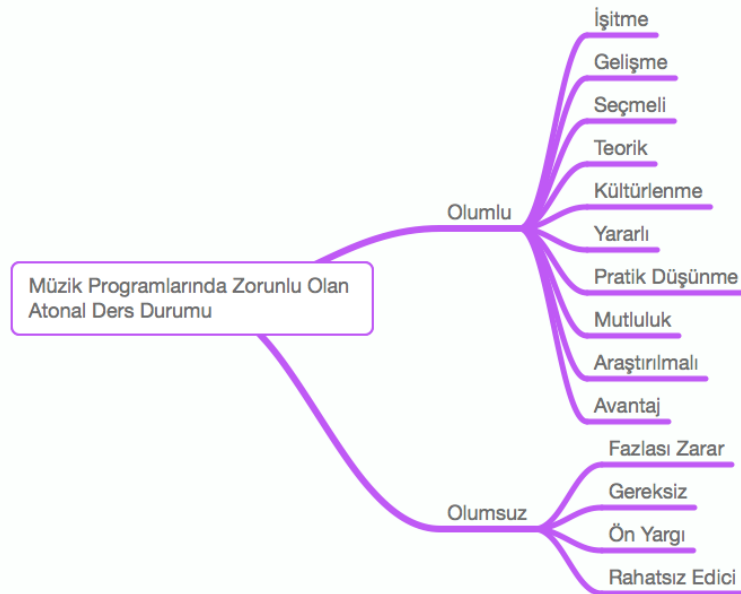 Müzik Programlarında Zorunlu Olan
Atonal Ders Durumu
Olumlu
İşitme
Gelişme
Seçmeli
Teorik
Kültürlenme
Yararlı
Pratik Düşünme
Mutluluk
Araştırılmalı
Avantaj
Olumsuz
Fazlası Zarar
Gereksiz
Ön Yargı
Rahatsız Edici